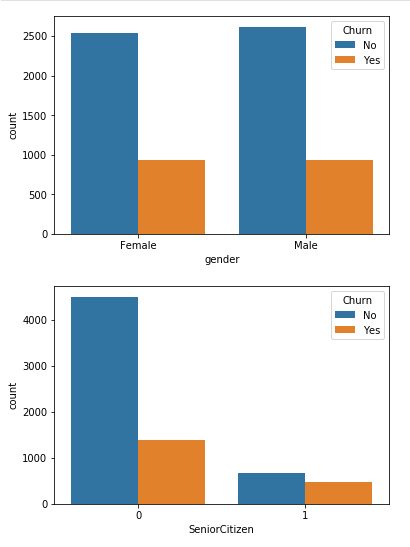 Churn
No
Yes
2500
2000
1500
1000
500
0
count
Female Male
gender
Churn
No
Yes
4000
3000
2000
1000
0
count
0 1
SeniorCitizen